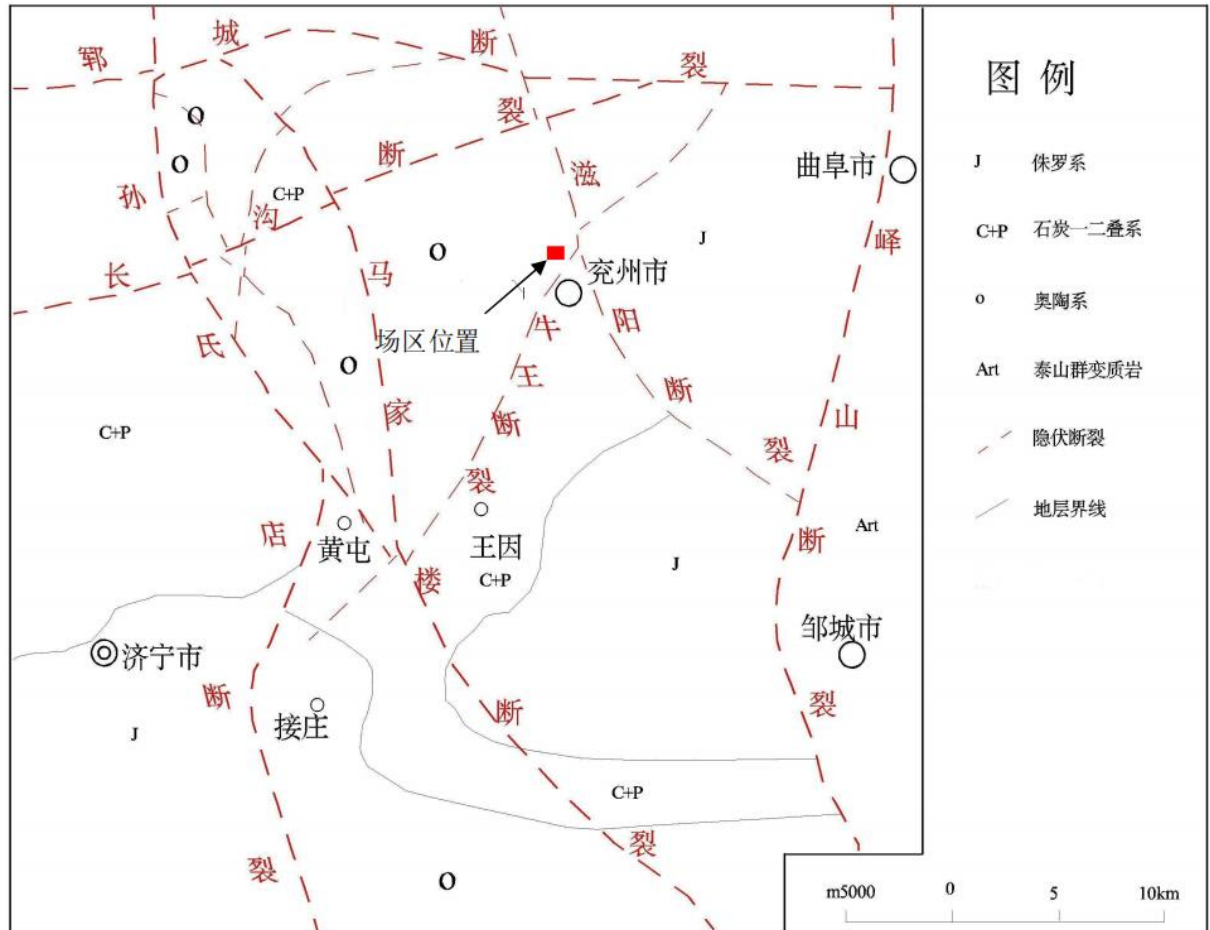 郓城断裂
图 例
长沟断裂
孙氏店断裂
马家楼断裂
滋阳断裂
峄山断裂
牛王断裂
曲阜市
兖州市
场区位置
黄屯
王因
济宁市
接庄
邹城市
O
O
C+P
O
J
O
C+P
C+P
J
Art
J
C+P
O
J 侏罗系
C+P 石炭一二叠系
O 奥陶系
Art 泰山群变质岩
隐伏断裂
地层界线
m5000 0 5 10km